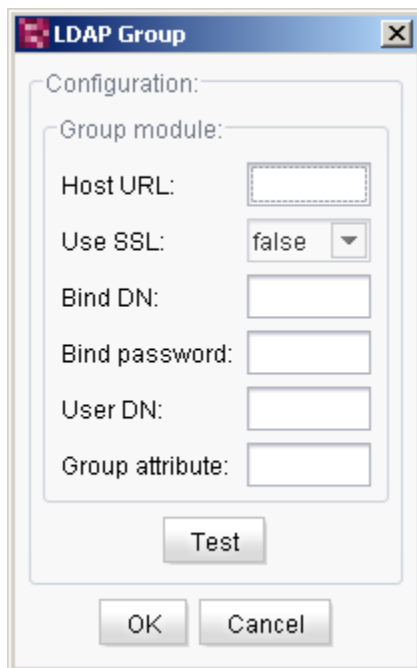 LDAP Group
Configuration:
Group module:
Host URL:
Use SSL: false
Bind DN:
Bind password:
User DN:
Group attribute:
Test
OK Cancel